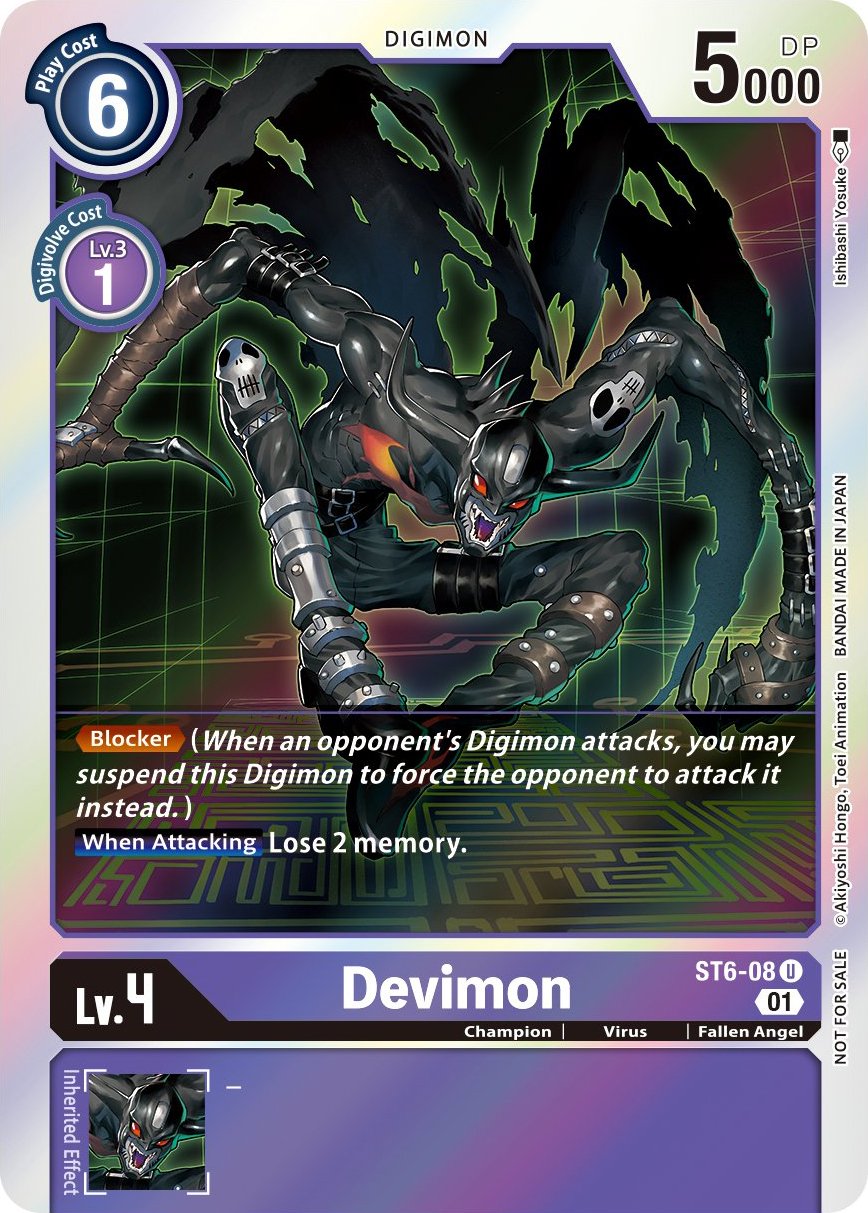 DIGIMON
Play Cost
6
DP
5000
Digivolve Cost
Lv.3
1
Ishibashi Yosuke
Blocker (When an opponent's Digimon attacks, you may
suspend this Digimon to force the opponent to attack it
instead.)
When Attacking Lose 2 memory.
©Akiyoshi Hongo, Toei Animation BANDAI MADE IN JAPAN
NOT FOR SALE
Lv.4
Devimon
ST6-08 U
01
Champion | Virus | Fallen Angel
Inherited Effect
–